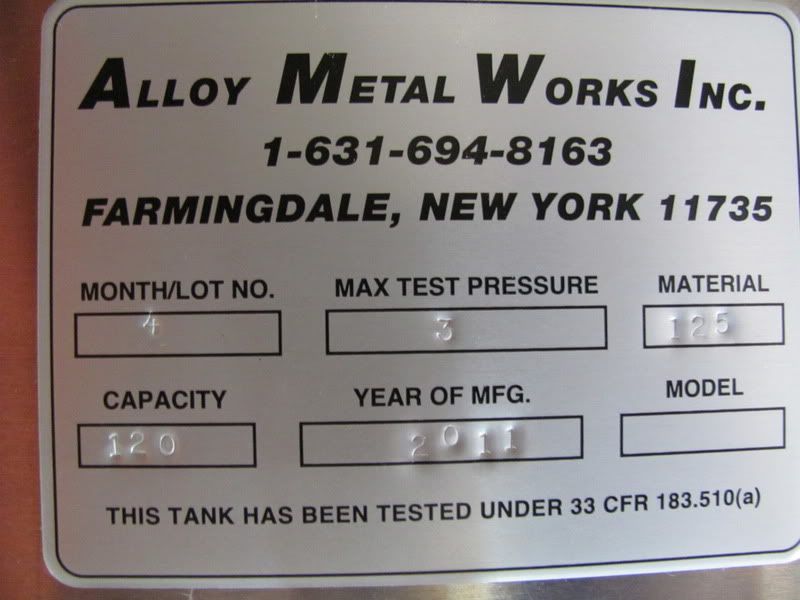 ALLOY METAL WORKS INC.
1-631-694-8163
FARMINGDALE, NEW YORK 11735
MONTH/LOT NO. MAX TEST PRESSURE MATERIAL
4 3 125
CAPACITY YEAR OF MFG. MODEL
120 2011
THIS TANK HAS BEEN TESTED UNDER 33 CFR 183.510(a)